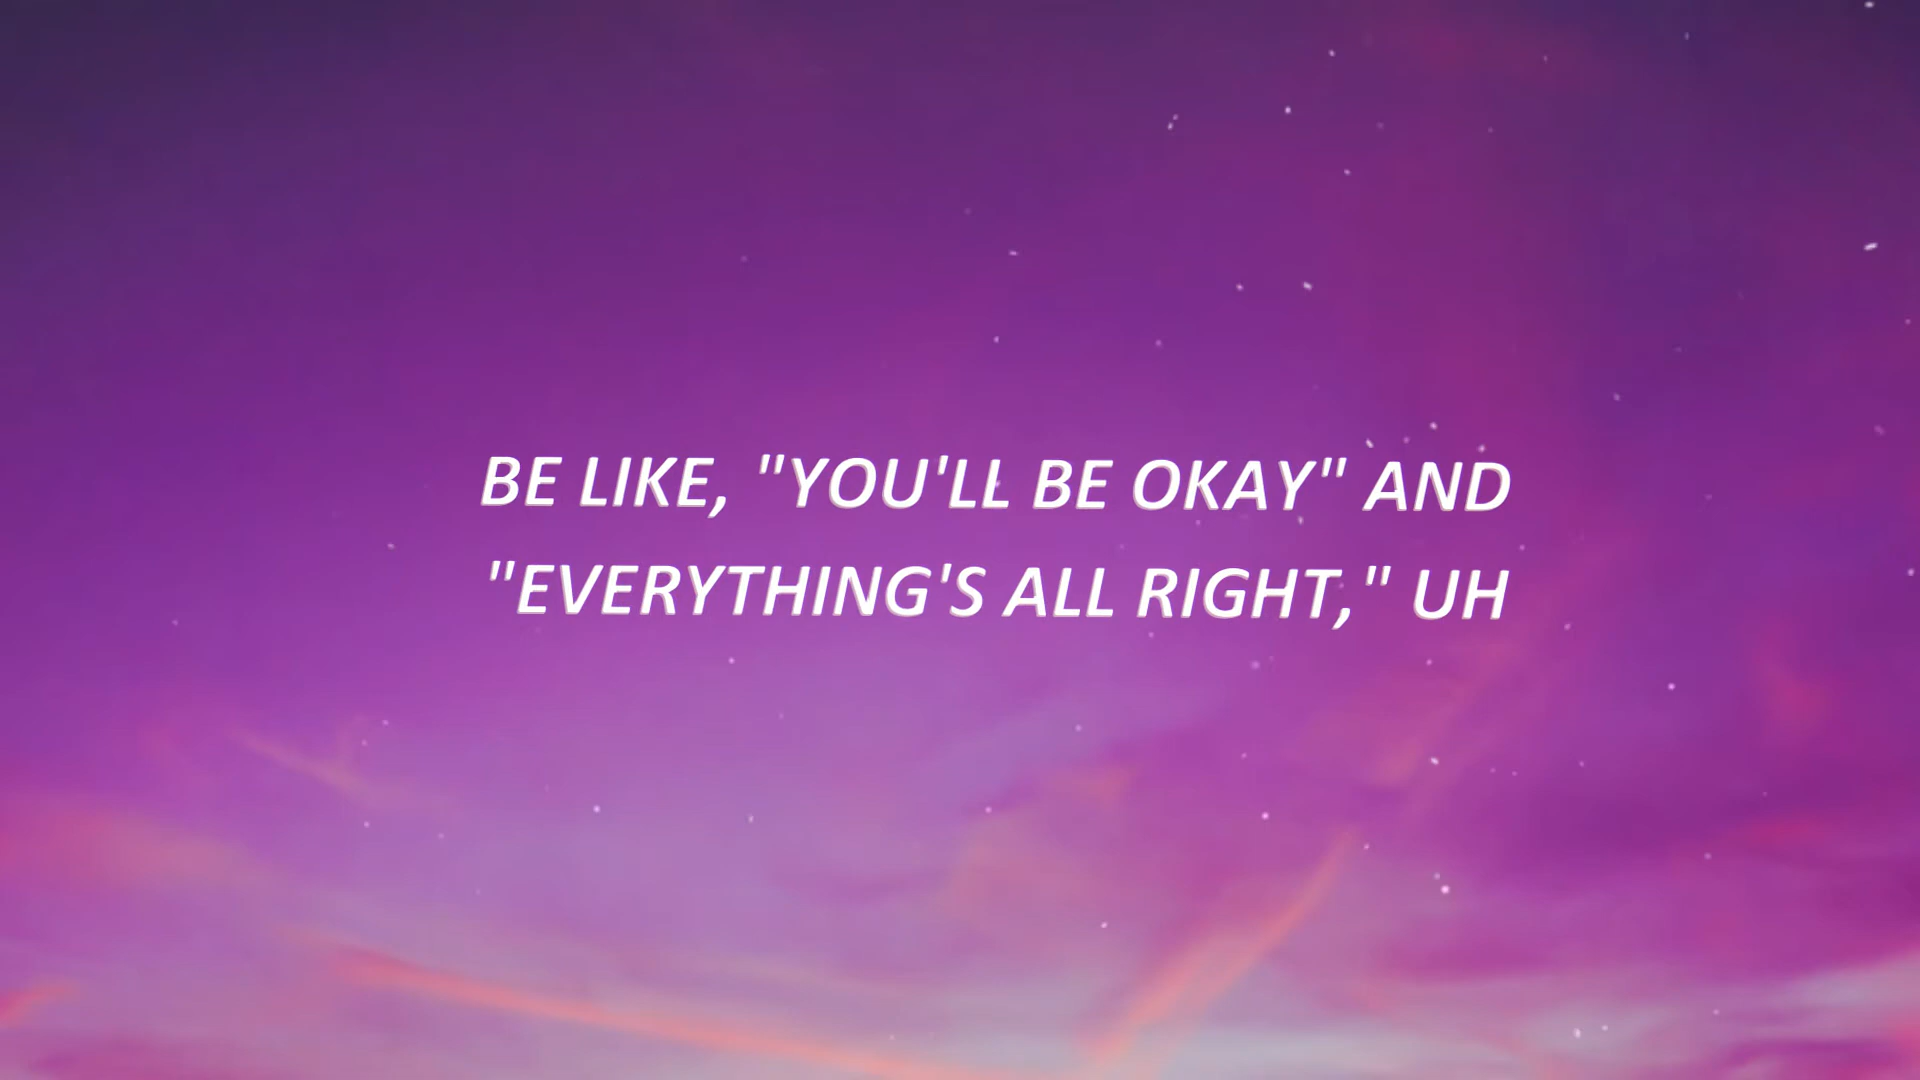 BE LIKE, "YOU'LL BE OKAY" AND
"EVERYTHING'S ALL RIGHT," UH